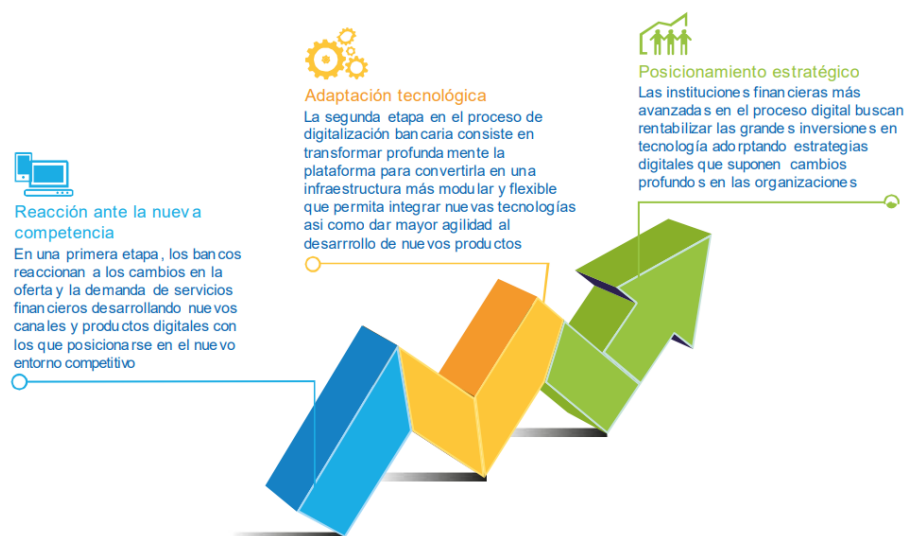 Reacción ante la nueva
competencia
En una primera etapa, los bancos
reaccionan a los cambios en la
oferta y la demanda de servicios
financieros desarrollando nuevos
canales y productos digitales con
los que posicionarse en el nuevo
entorno competitivo
Adaptación tecnológica
La segunda etapa en el proceso de
digitalización bancaria consiste en
transformar profunda mente la
plataforma para convertirla en una
infraestructura más modular y flexible
que permita integrar nuevas tecnologías
asi como dar mayor agilidad al
desarrrollo de nuevos productos
Posicionamiento estratégico
Las instituciones financieras más
avanzadas en el proceso digital buscan
rentabilizar las grandes inversiones en
tecnología adorptando estrategias
digitales que suponen cambios
profundos en las organizaciones